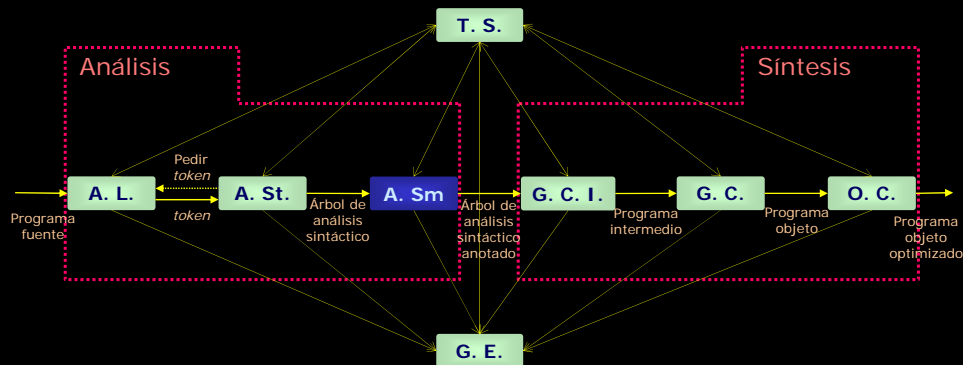 T. S.
Análisis
Síntesis
Pedir
token
A. L.
A. St.
A. Sm
G. C. I.
G. C.
O. C.
token
Programa
fuente
Árbol de
análisis
sintáctico
Árbol de
análisis
sintáctico
anotado
Programa
intermedio
Programa
objeto
Programa
objeto
optimizado
G. E.